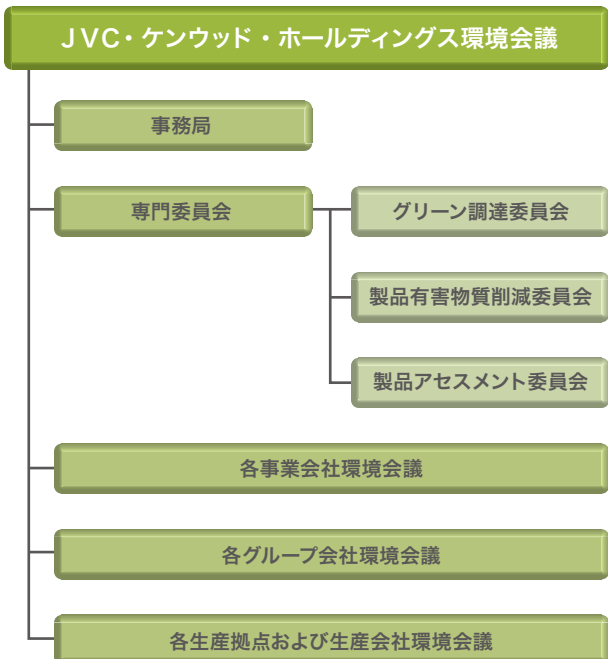 JVC・ケンウッド・ホールディングス環境会議
事務局
専門委員会
グリーン調達委員会
製品有害物質削減委員会
製品アセスメント委員会
各事業会社環境会議
各グループ会社環境会議
各生産拠点および生産会社環境会議